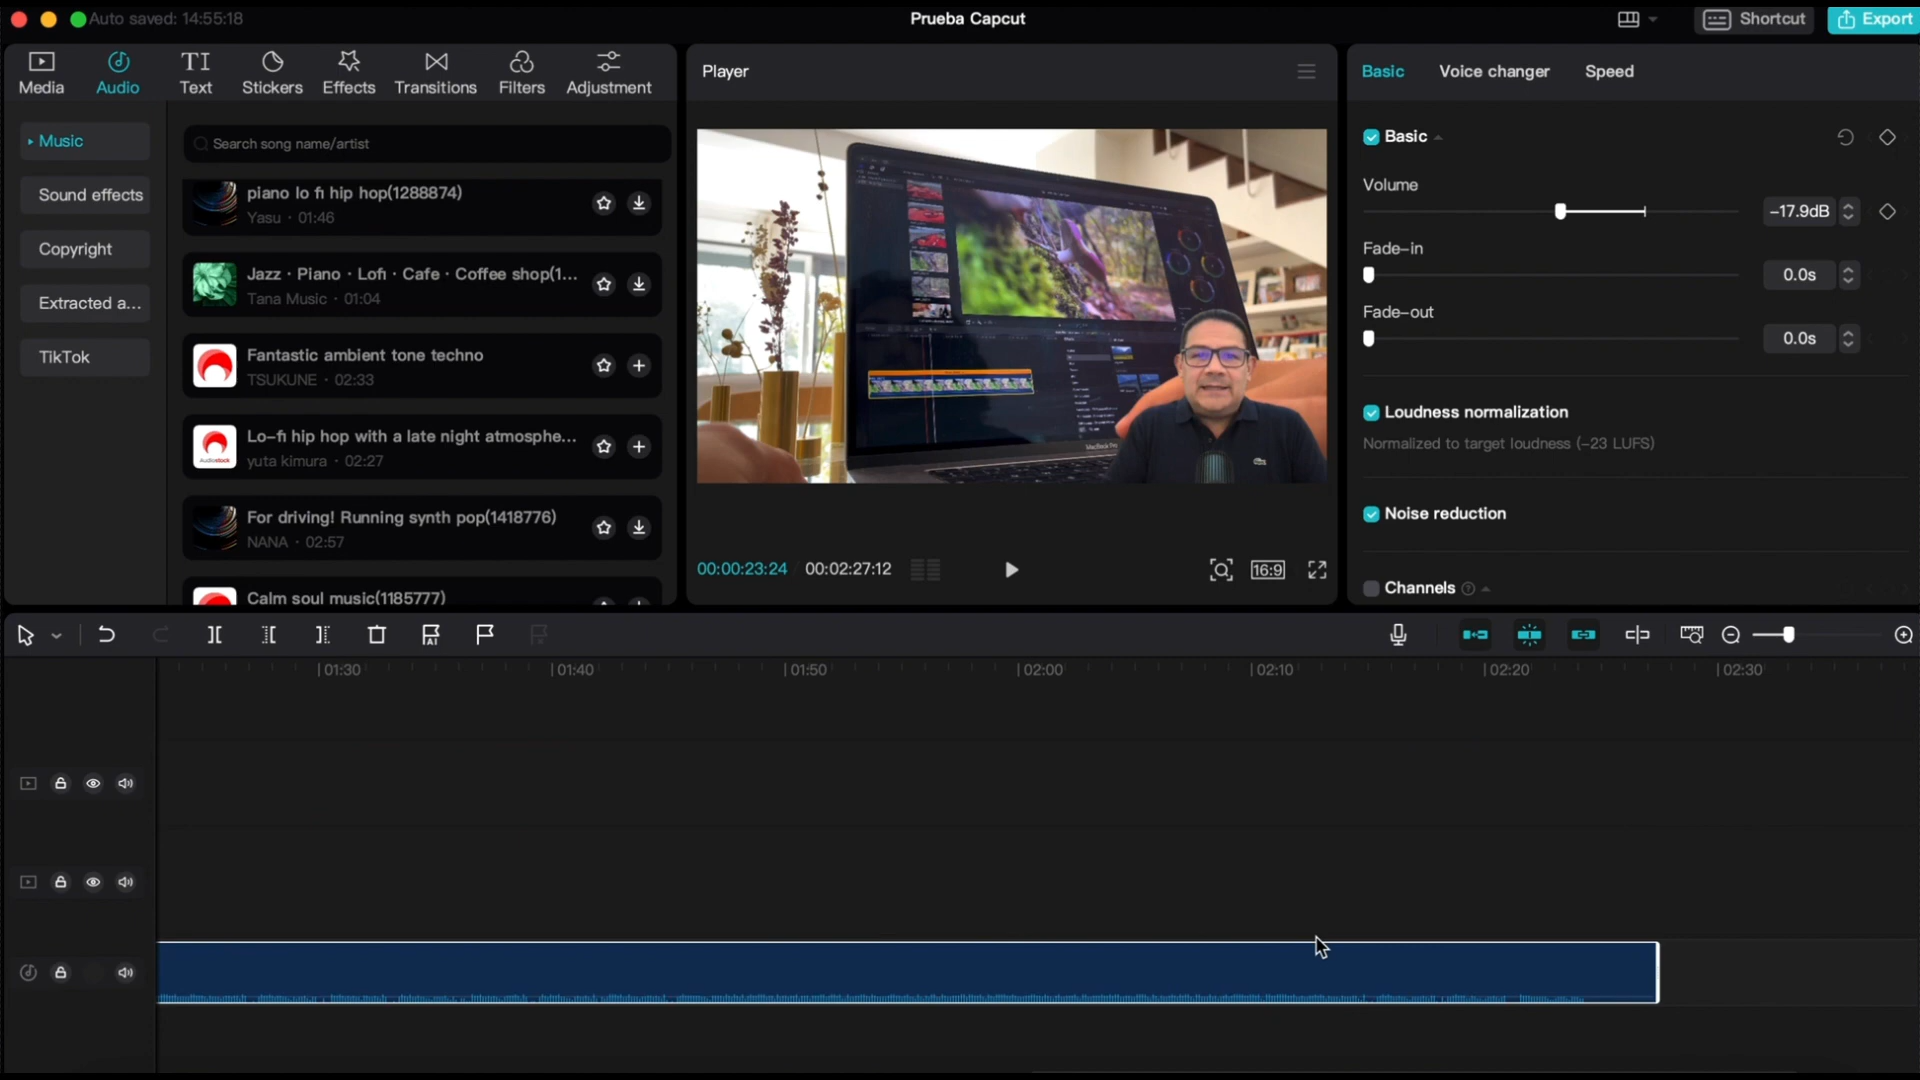 Auto saved: 14:55:18
Prueba Capcut
Shortcut
Export
Media
Audio
TI
Text
Stickers
Effects
Transitions
Filters
Adjustment
Music
Sound effects
Copyright
Extracted a...
TikTok
Search song name/artist
piano lo fi hip hop(1288874)
Yasu · 01:46
Jazz · Piano · Lofi · Cafe · Coffee shop(1...
Tana Music · 01:04
Fantastic ambient tone techno
TSUKUNE · 02:33
Lo-fi hip hop with a late night atmosphe...
yuta kimura · 02:27
For driving! Running synth pop(1418776)
NANA · 02:57
Calm soul music(1185777)
Player
00:00:23:24
00:02:27:12
16:9
Basic
Voice changer
Speed
Basic
Volume
-17.9dB
Fade-in
0.0s
Fade-out
0.0s
Loudness normalization
Normalized to target loudness (-23 LUFS)
Noise reduction
Channels
AI
01:30
01:40
01:50
02:00
02:10
02:20
02:30